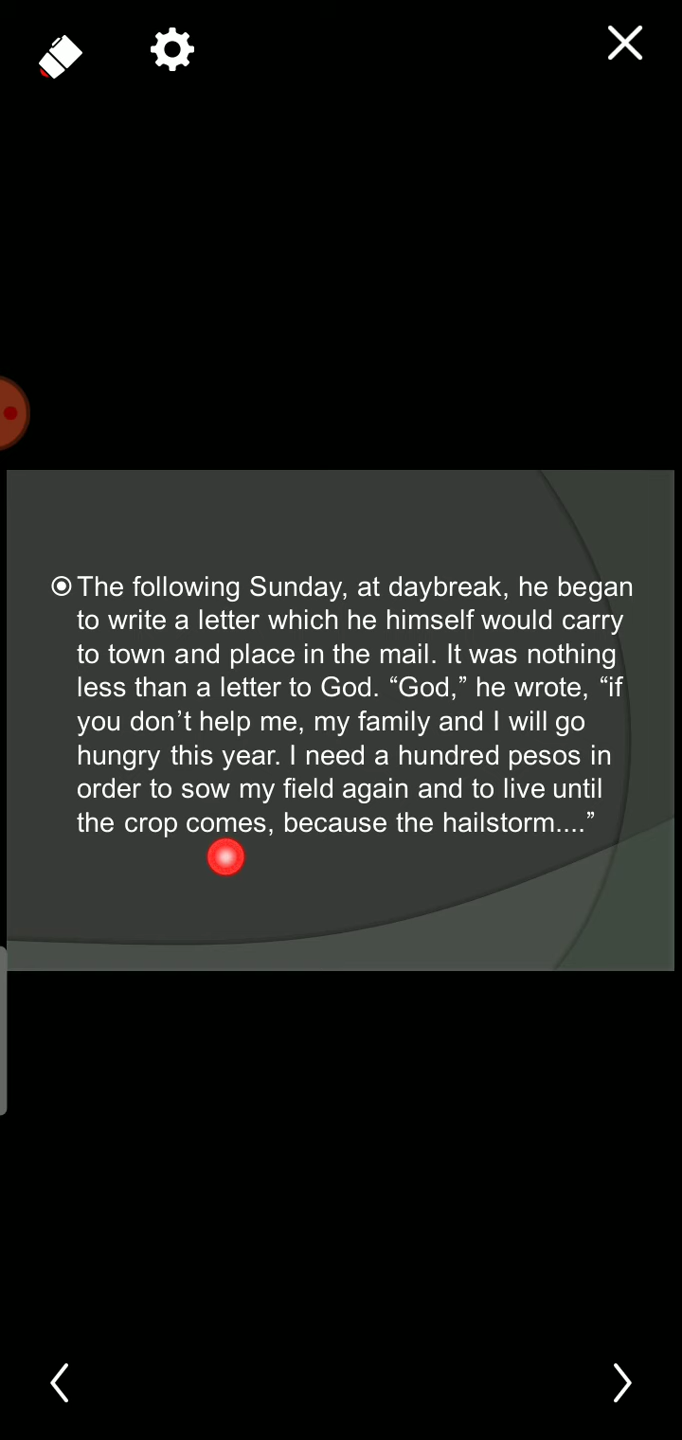 The following Sunday, at daybreak, he began
to write a letter which he himself would carry
to town and place in the mail. It was nothing
less than a letter to God. “God,” he wrote, “if
you don’t help me, my family and I will go
hungry this year. I need a hundred pesos in
order to sow my field again and to live until
the crop comes, because the hailstorm....”